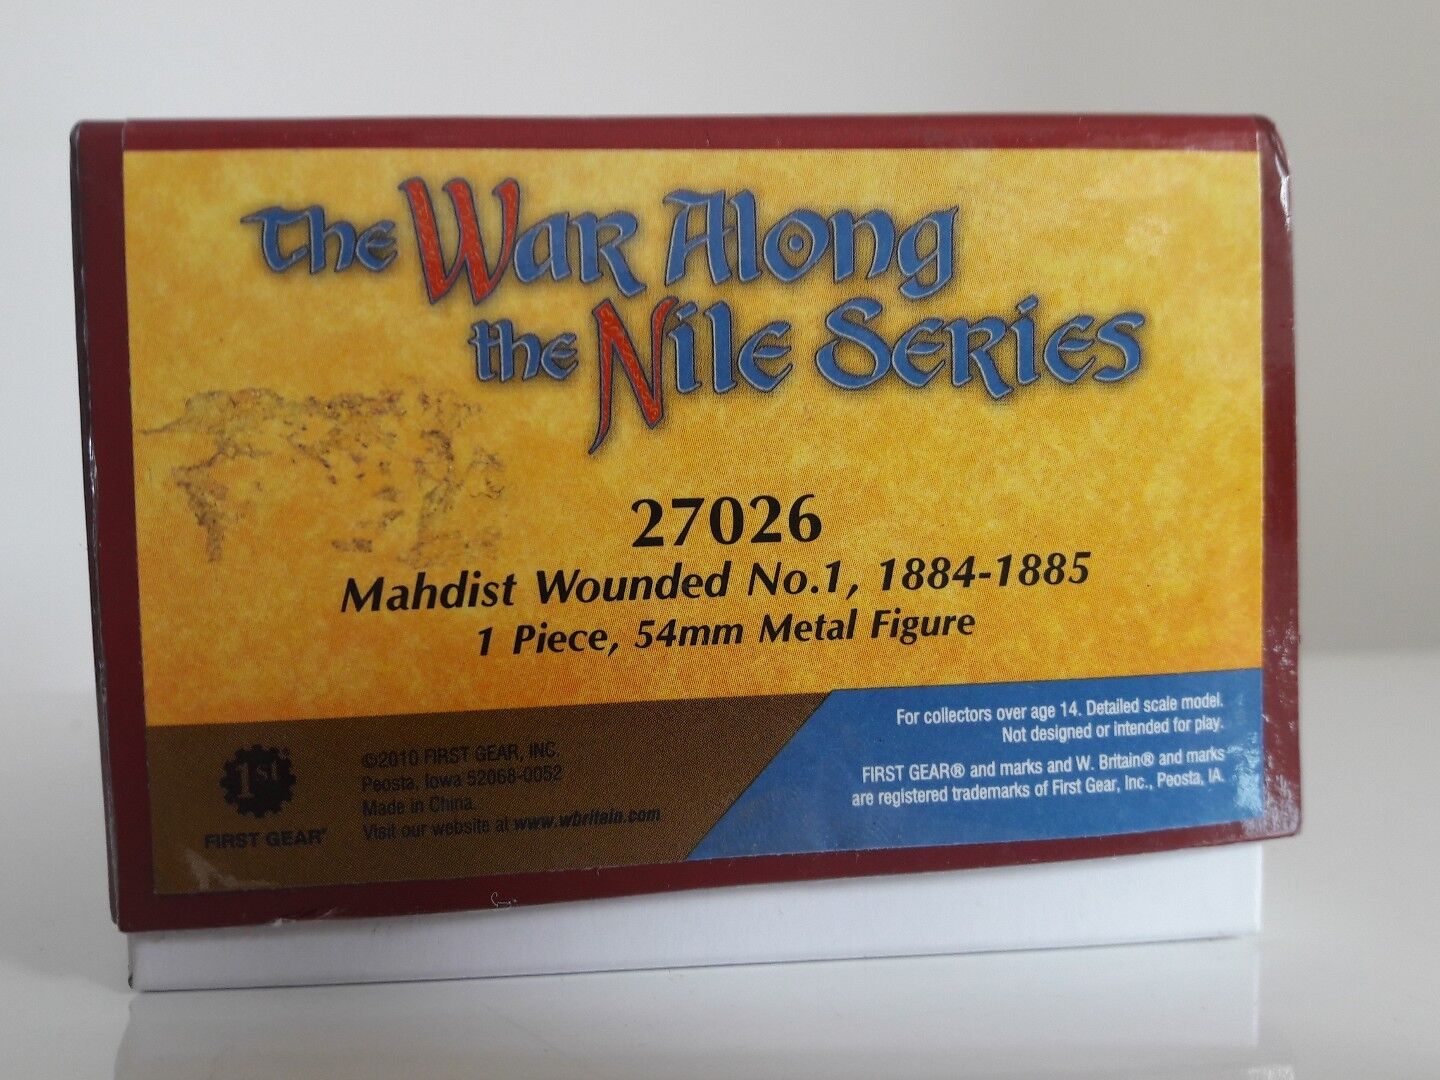 The War Along
the Nile Series
27026
Mahdist Wounded No.1, 1884-1885
1 Piece, 54mm Metal Figure
1st
FIRST GEAR®
©2010 FIRST GEAR, INC.
Peosta, Iowa 52068-0052
Made in China.
Visit our website at www.wbritain.com
For collectors over age 14. Detailed scale model.
Not designed or intended for play.
FIRST GEAR® and marks and W. Britain® and marks
are registered trademarks of First Gear, Inc., Peosta, IA.